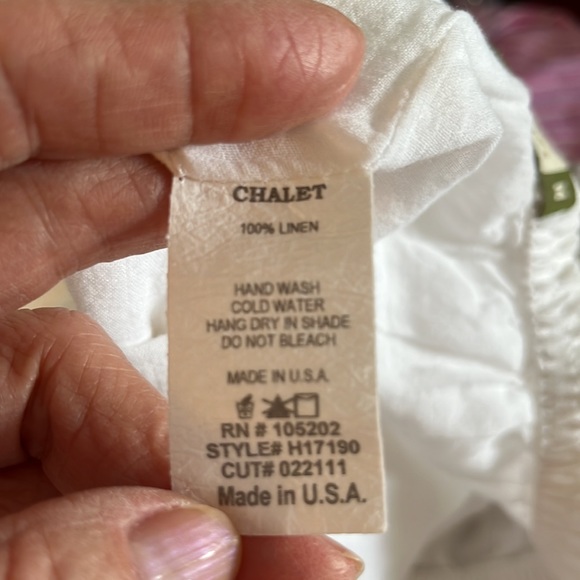 CHALET
100% LINEN
HAND WASH
COLD WATER
HANG DRY IN SHADE
DO NOT BLEACH
MADE IN U.S.A.
RN # 105202
STYLE# H17190
CUT# 022111
Made in U.S.A.
M